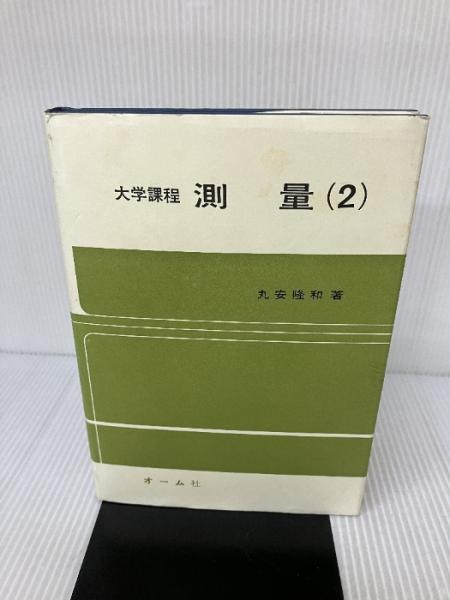 大学課程 測 量 (2)
丸安隆和著
オーム社